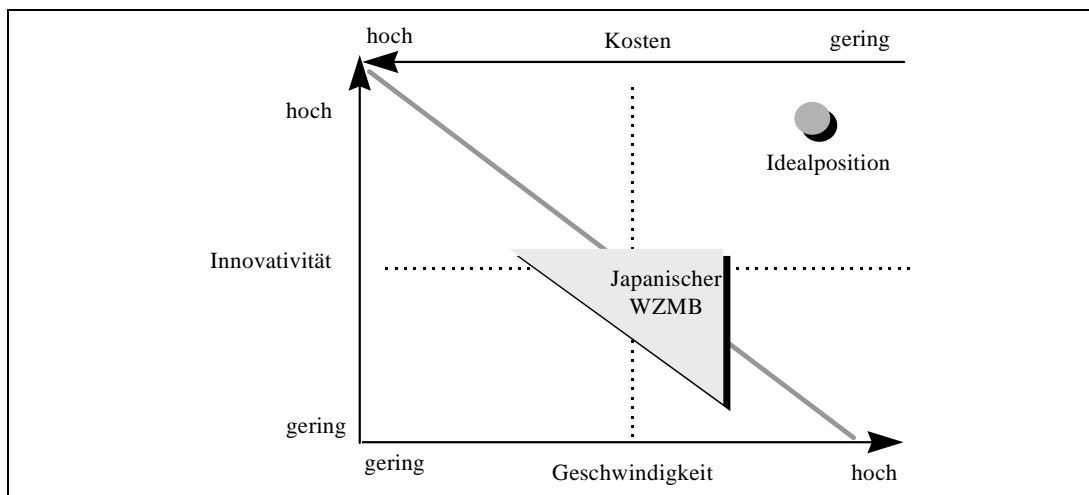 hoch
Kosten
gering
hoch
Idealposition
Innovativität
Japanischer
WZMB
gering
gering
Geschwindigkeit
hoch